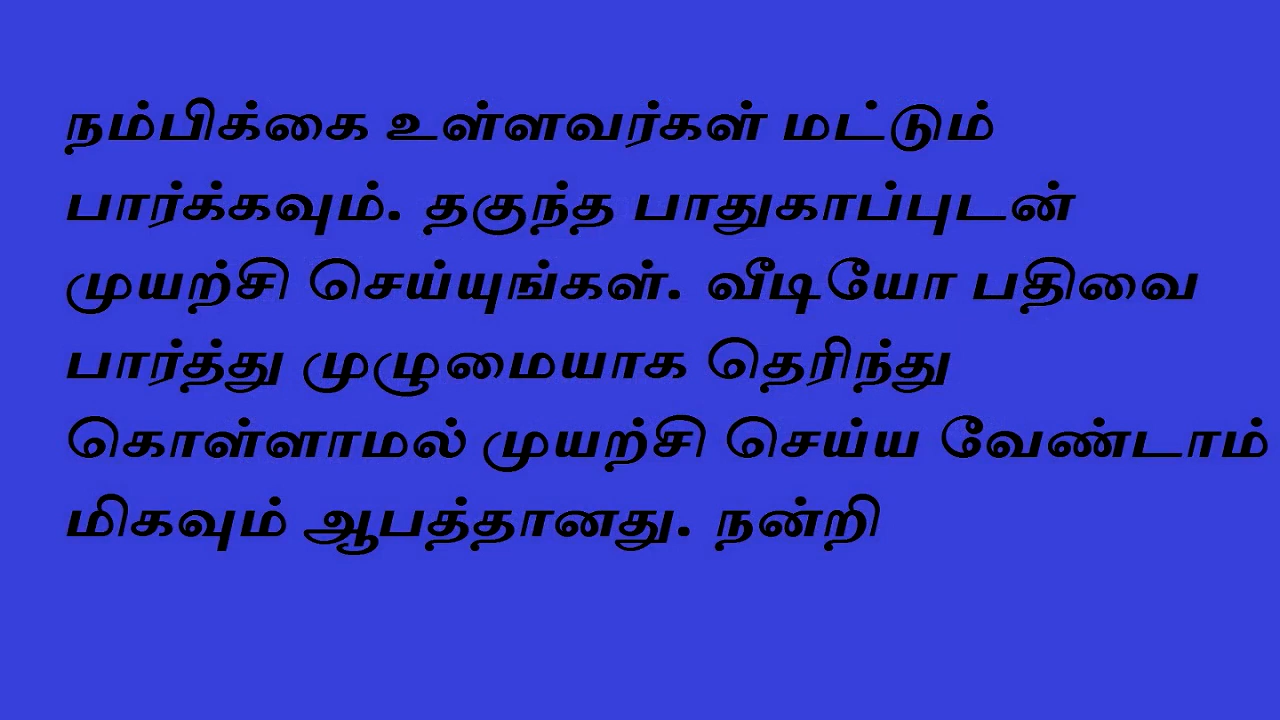 நம்பிக்கை உள்ளவர்கள் மட்டும்
பார்க்கவும். தகுந்த பாதுகாப்புடன்
முயற்சி செய்யுங்கள். வீடியோ பதிவை
பார்த்து முழுமையாக தெரிந்து
கொள்ளாமல் முயற்சி செய்ய வேண்டாம்
மிகவும் ஆபத்தானது. நன்றி